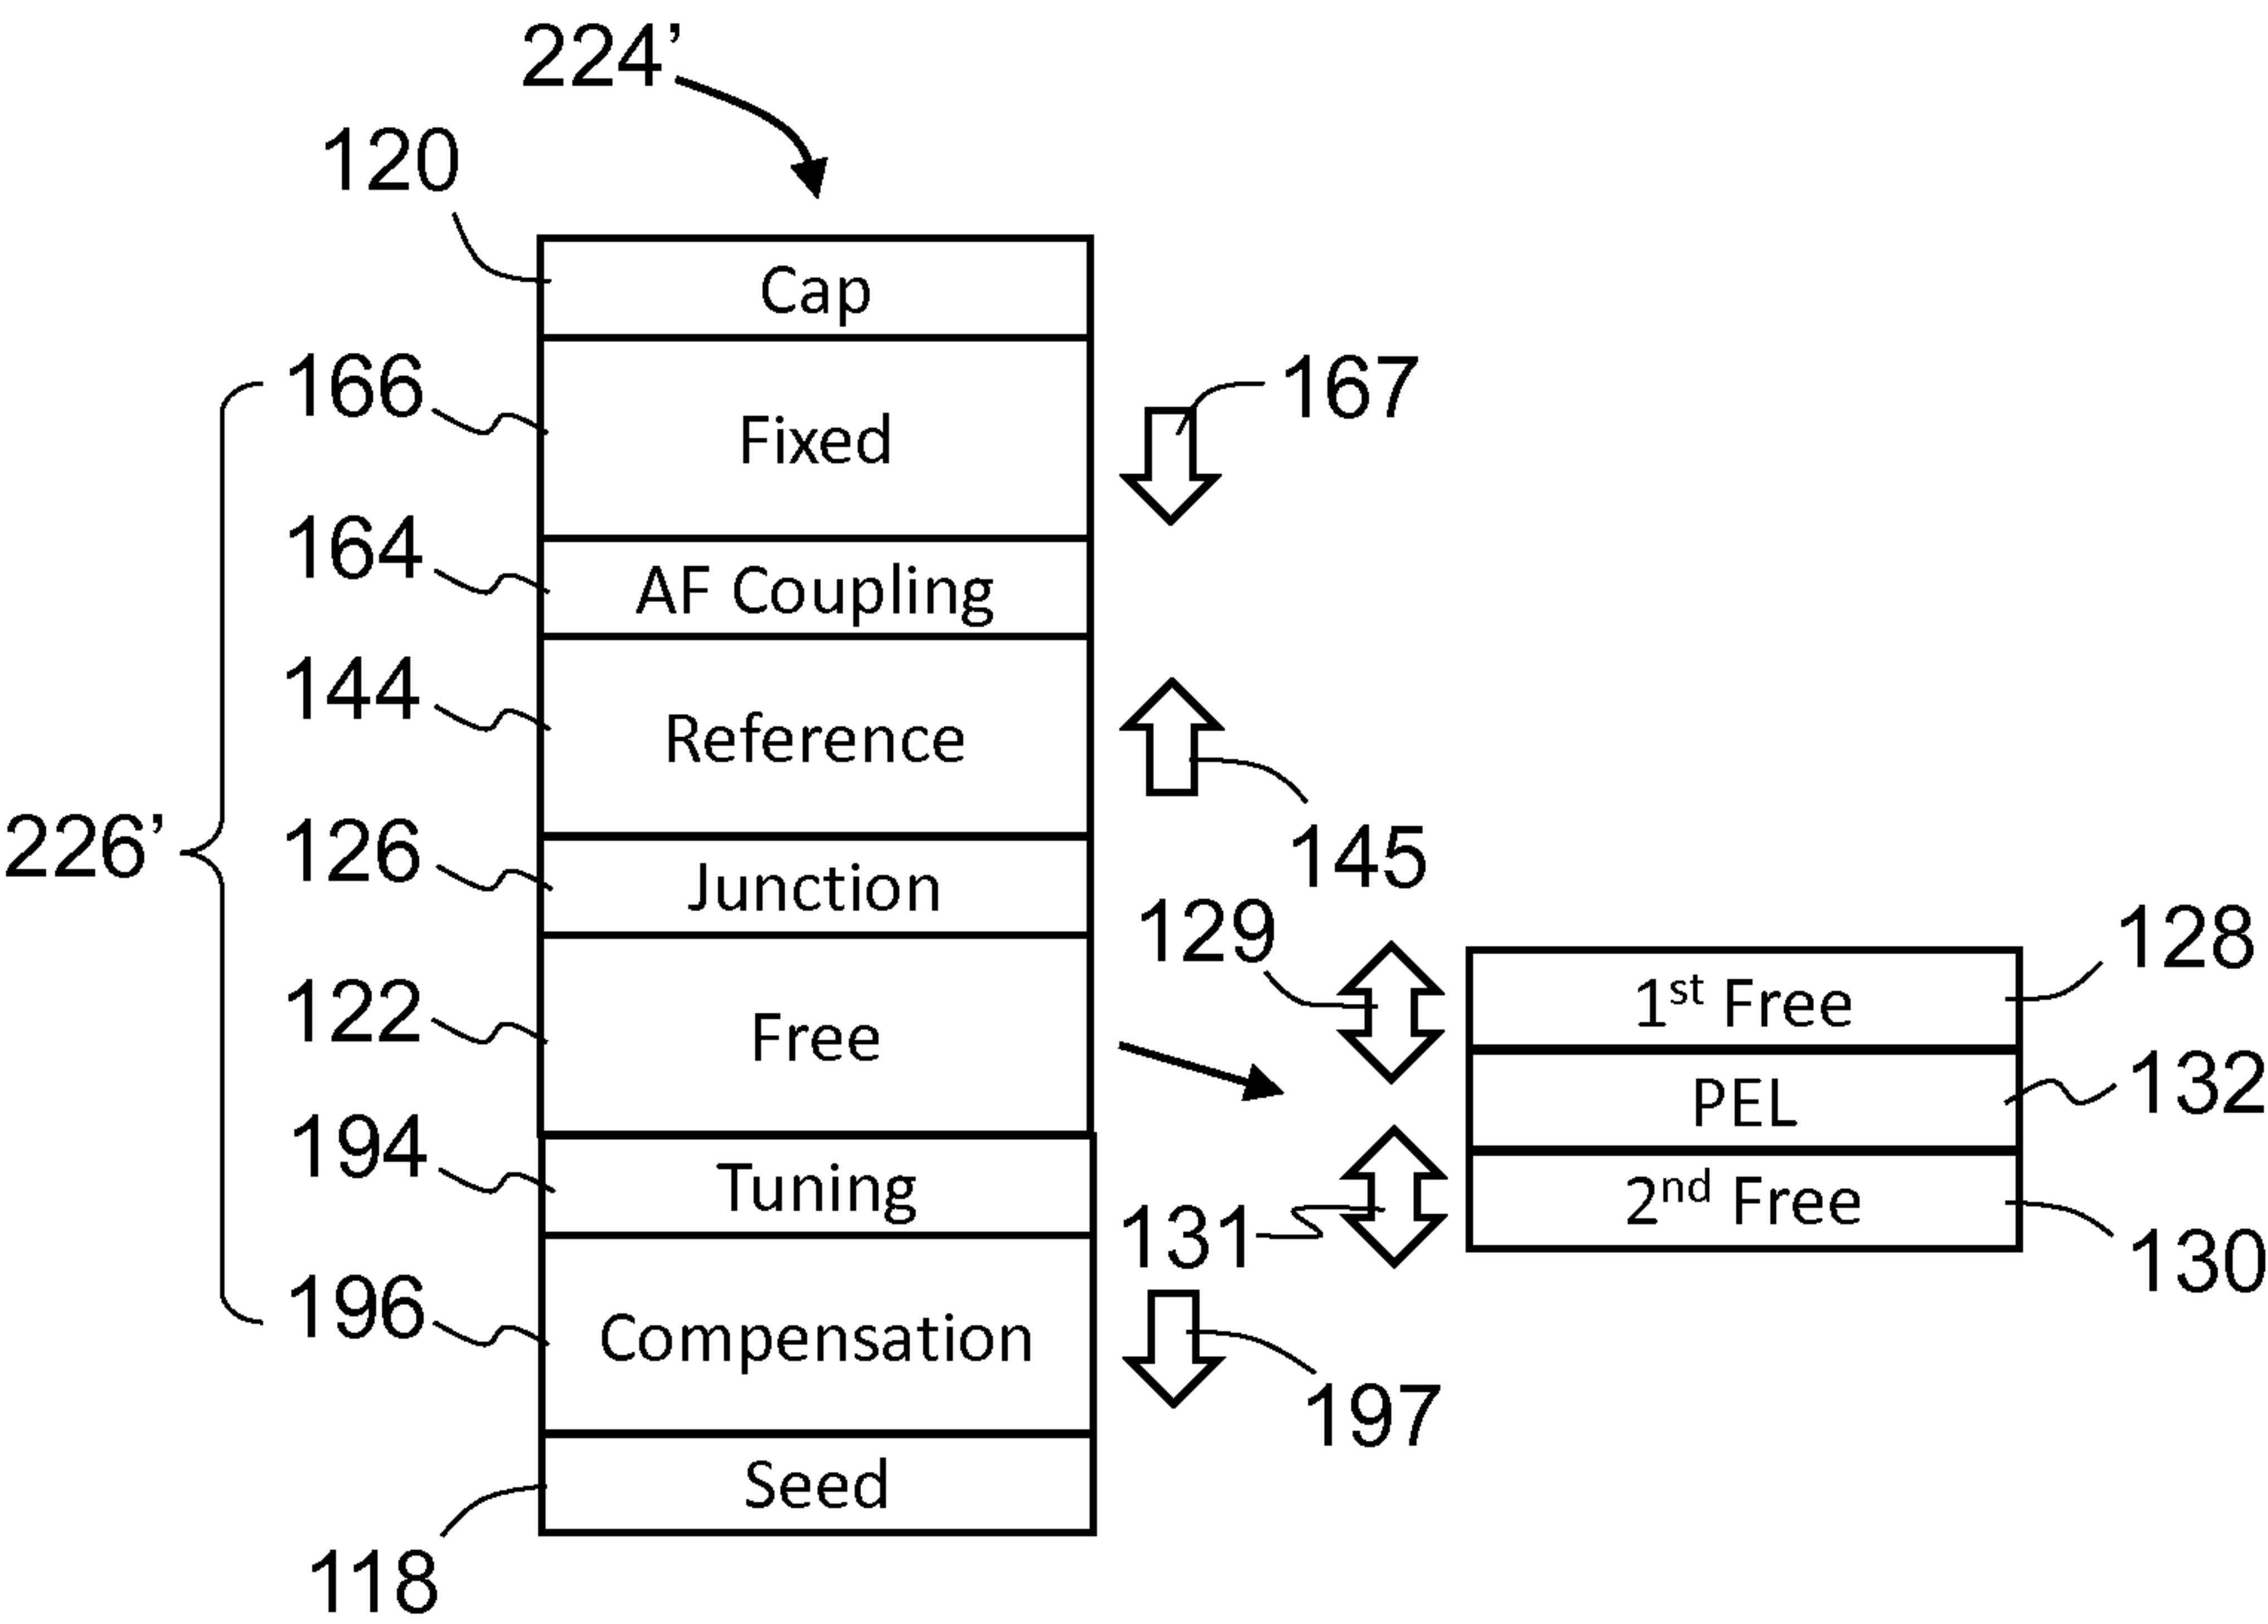 224’
120
Cap
166
Fixed
167
164
AF Coupling
144
Reference
145
226’
126
Junction
129
128
1st Free
122
Free
132
PEL
194
Tuning
131
2nd Free
130
196
Compensation
197
Seed
118